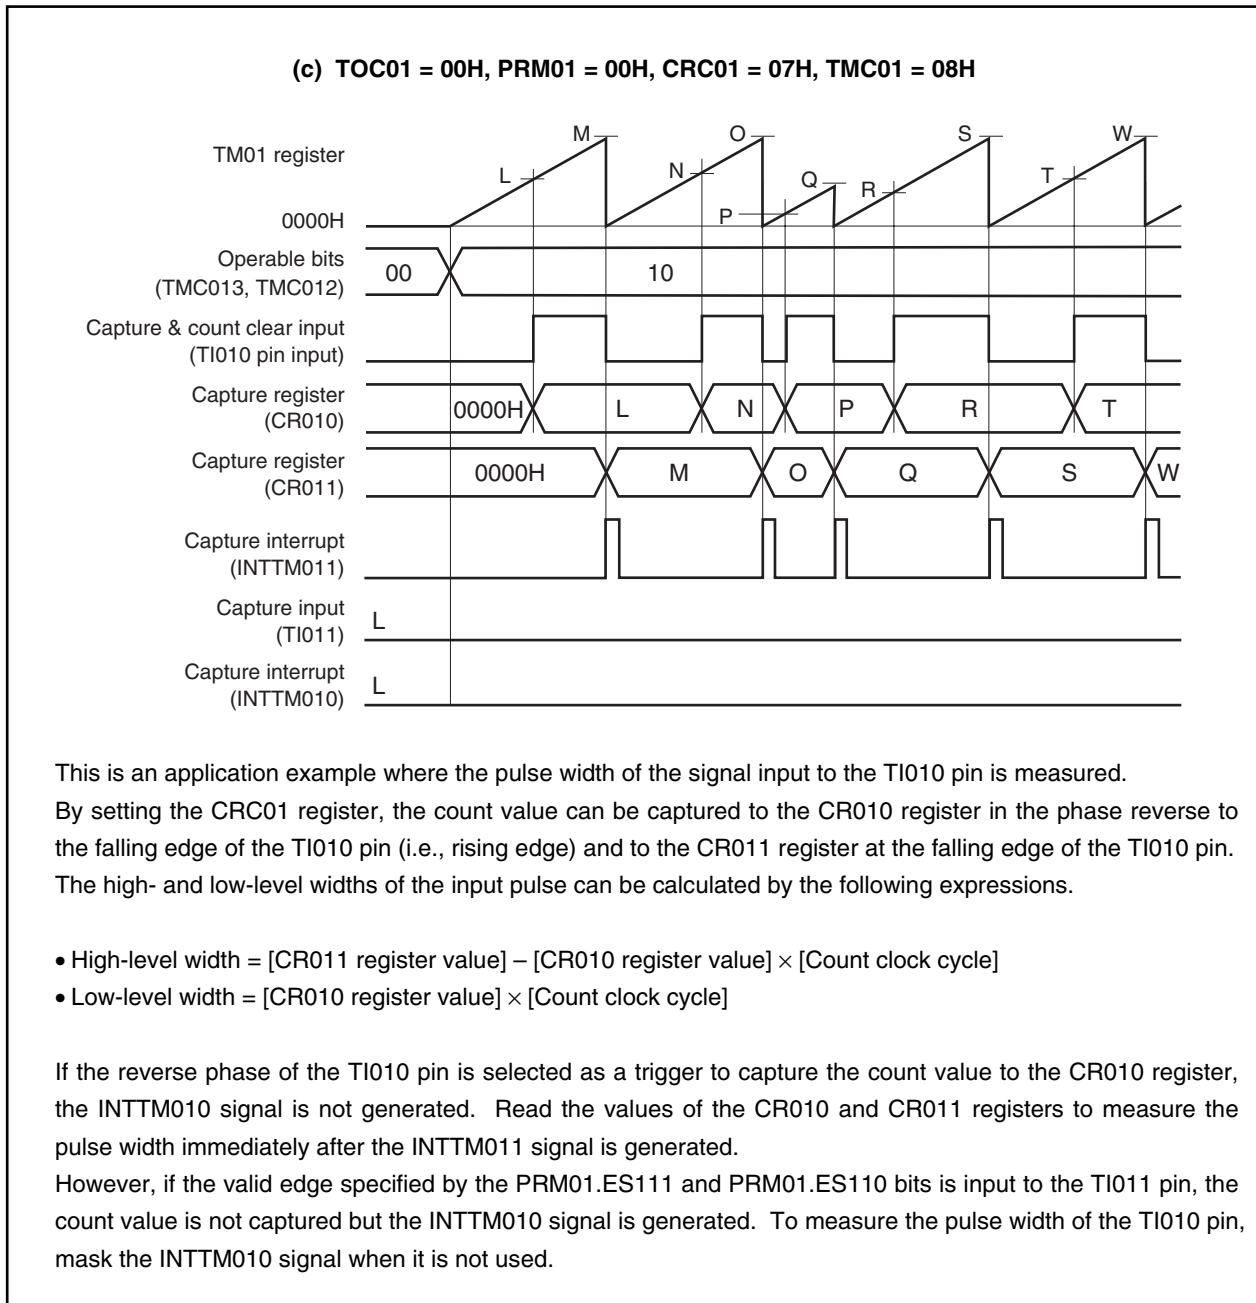 (c) TOC01 = 00H, PRM01 = 00H, CRC01 = 07H, TMC01 = 08H
TM01 register
M
O
S
W
L
N
Q
R
T
P
0000H
Operable bits
(TMC013, TMC012)
00
10
Capture & count clear input
(TI010 pin input)
Capture register
(CR010)
0000H
L
N
P
R
T
Capture register
(CR011)
0000H
M
O
Q
S
W
Capture interrupt
(INTTM011)
Capture input
(TI011)
L
Capture interrupt
(INTTM010)
L
This is an application example where the pulse width of the signal input to the TI010 pin is measured.
By setting the CRC01 register, the count value can be captured to the CR010 register in the phase reverse to
the falling edge of the TI010 pin (i.e., rising edge) and to the CR011 register at the falling edge of the TI010 pin.
The high- and low-level widths of the input pulse can be calculated by the following expressions.
• High-level width = [CR011 register value] – [CR010 register value] × [Count clock cycle]
• Low-level width = [CR010 register value] × [Count clock cycle]
If the reverse phase of the TI010 pin is selected as a trigger to capture the count value to the CR010 register,
the INTTM010 signal is not generated. Read the values of the CR010 and CR011 registers to measure the
pulse width immediately after the INTTM011 signal is generated.
However, if the valid edge specified by the PRM01.ES111 and PRM01.ES110 bits is input to the TI011 pin, the
count value is not captured but the INTTM010 signal is generated. To measure the pulse width of the TI010 pin,
mask the INTTM010 signal when it is not used.